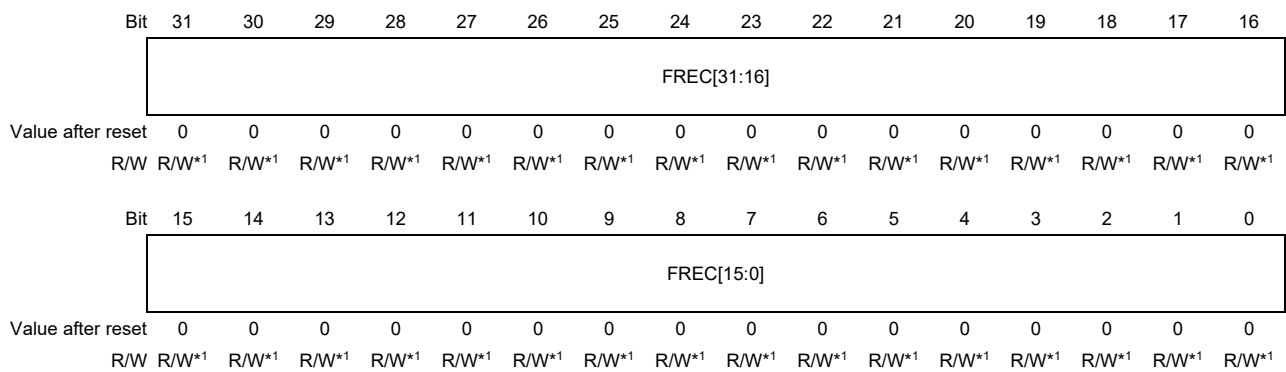 Bit 31 30 29 28 27 26 25 24 23 22 21 20 19 18 17 16
FREC[31:16]
Value after reset 0 0 0 0 0 0 0 0 0 0 0 0 0 0 0 0
R/W R/W*1 R/W*1 R/W*1 R/W*1 R/W*1 R/W*1 R/W*1 R/W*1 R/W*1 R/W*1 R/W*1 R/W*1 R/W*1 R/W*1 R/W*1 R/W*1
Bit 15 14 13 12 11 10 9 8 7 6 5 4 3 2 1 0
FREC[15:0]
Value after reset 0 0 0 0 0 0 0 0 0 0 0 0 0 0 0 0
R/W R/W*1 R/W*1 R/W*1 R/W*1 R/W*1 R/W*1 R/W*1 R/W*1 R/W*1 R/W*1 R/W*1 R/W*1 R/W*1 R/W*1 R/W*1 R/W*1